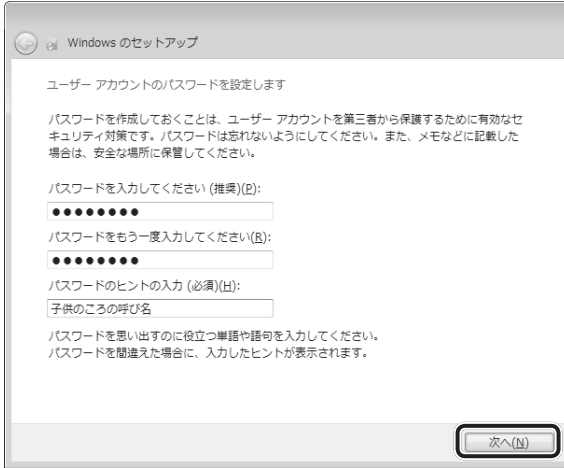 Windows のセットアップ
ユーザー アカウントのパスワードを設定します
パスワードを作成しておくことは、ユーザー アカウントを第三者から保護するために有効なセ
キュリティ対策です。パスワードは忘れないようにしてください。また、メモなどに記載した
場合は、安全な場所に保管してください。
パスワードを入力してください (推奨)(P):
●●●●●●●●
パスワードをもう一度入力してください(R):
●●●●●●●●
パスワードのヒントの入力 (必須)(H):
子供のころの呼び名
パスワードを思い出すのに役立つ単語や語句を入力してください。
パスワードを間違えた場合に、入力したヒントが表示されます。
次へ(N)